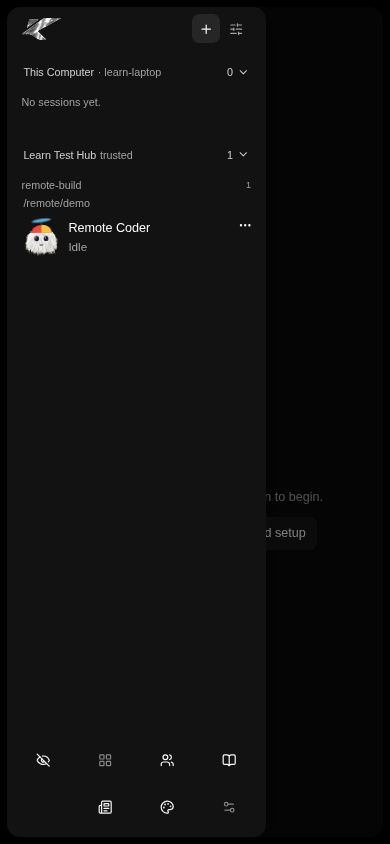 This Computer · learn-laptop 0
No sessions yet.
Learn Test Hub trusted 1
remote-build 1
/remote/demo
Remote Coder
Idle
to begin.
setup